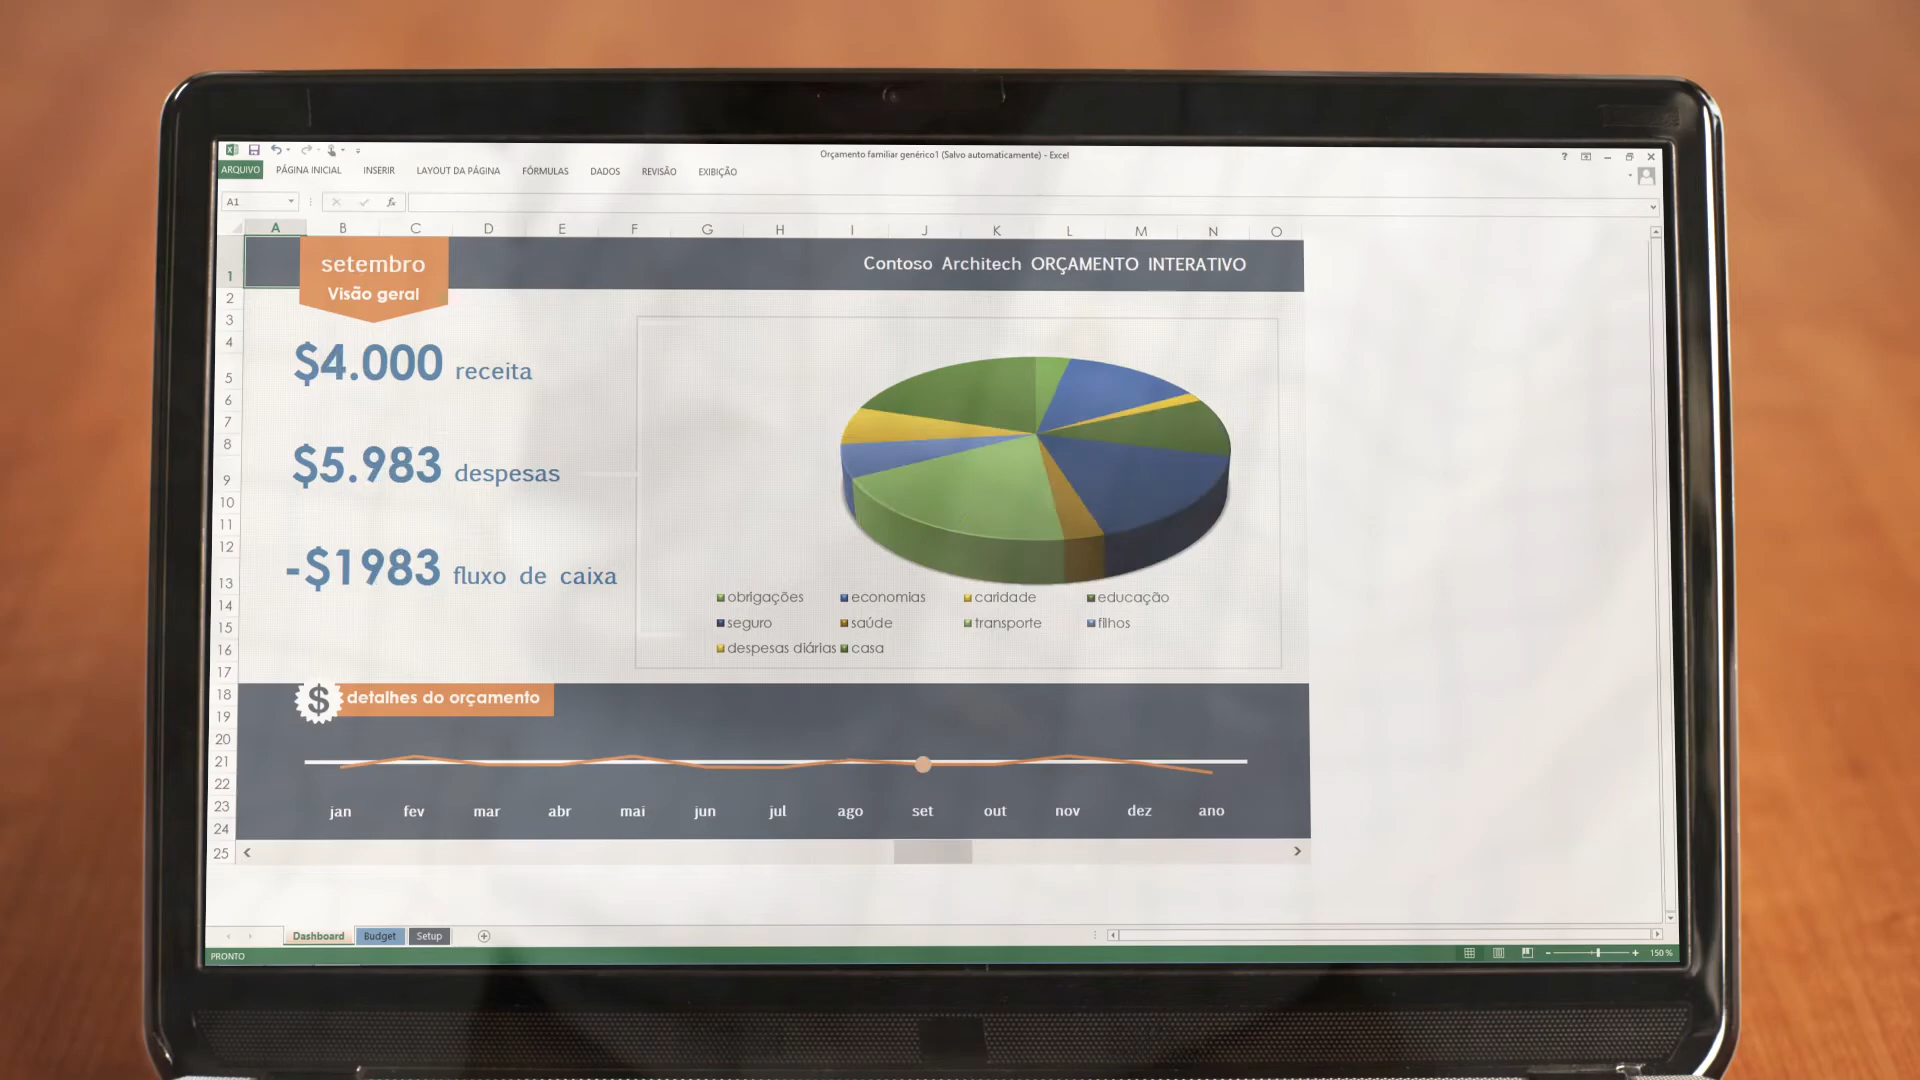 Orçamento familiar genérico1 (Salvo automaticamente) - Excel
?
ARQUIVO PÁGINA INICIAL INSERIR LAYOUT DA PÁGINA FÓRMULAS DADOS REVISÃO EXIBIÇÃO
A1 fx
A B C D E F G H I J K L M N O
1
2
3
4
5
6
7
8
9
10
11
12
13
14
15
16
17
18
19
20
21
22
23
24
25
setembro
Visão geral
Contoso Architech ORÇAMENTO INTERATIVO
$4.000 receita
$5.983 despesas
-$1983 fluxo de caixa
obrigações economias caridade educação
seguro saúde transporte filhos
despesas diárias casa
$ detalhes do orçamento
jan fev mar abr mai jun jul ago set out nov dez ano
Dashboard Budget Setup
PRONTO
150 %